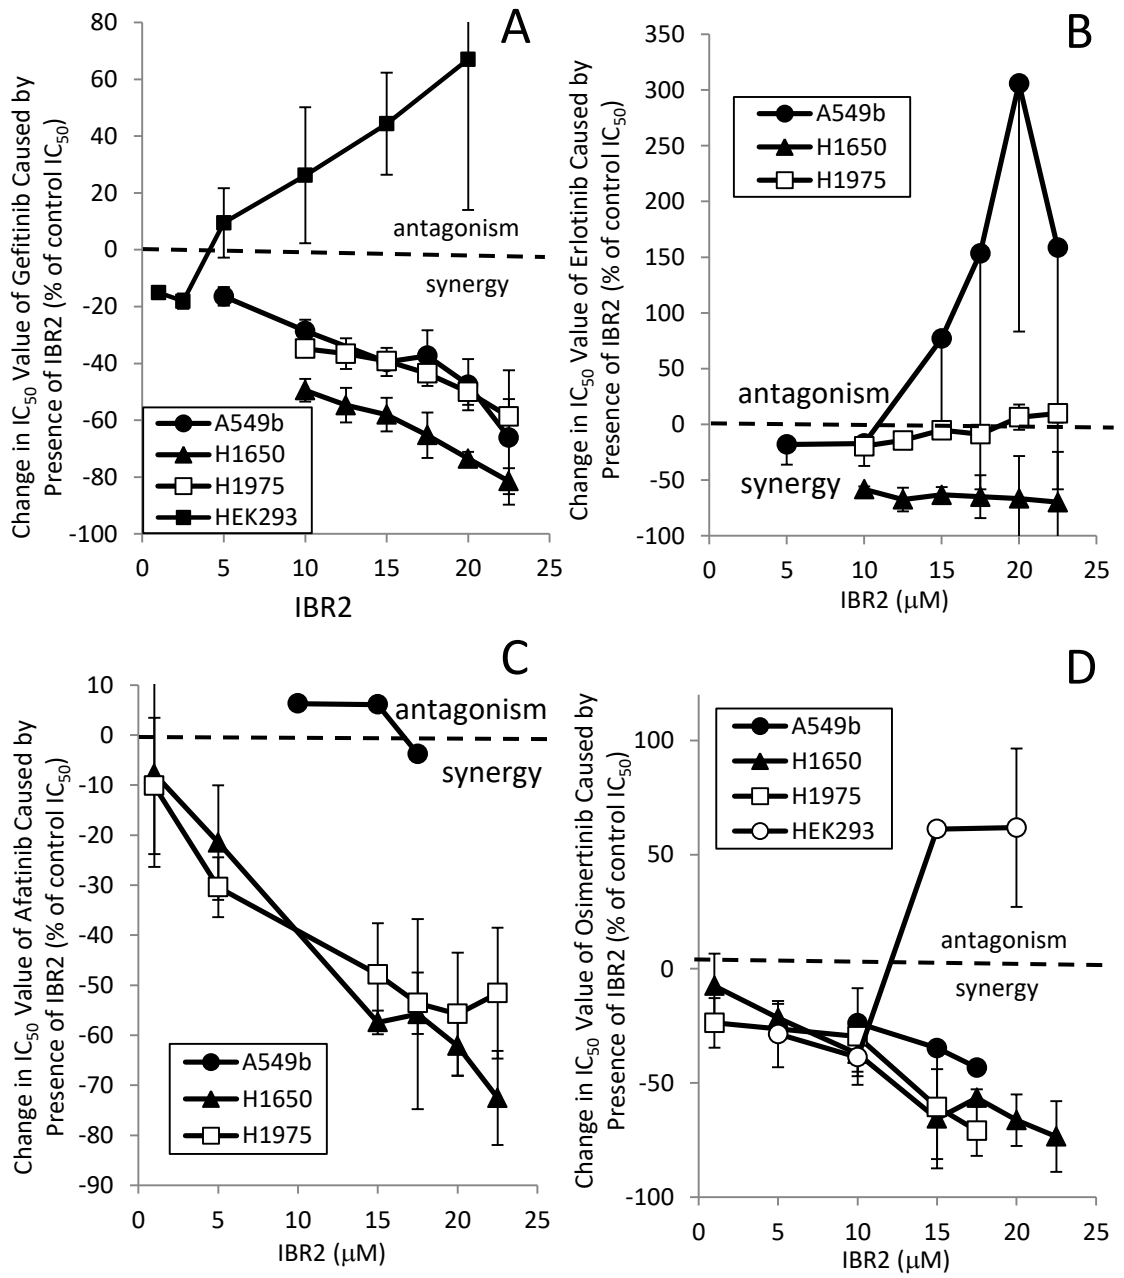 A
Change in IC50 Value of Gefitinib Caused by
Presence of IBR2 (% of control IC50)
80
60
40
20
0
-20
-40
-60
-80
-100
antagonism
synergy
A549b
H1650
H1975
HEK293
0 5 10 15 20 25
IBR2
B
Change in IC50 Value of Erlotinib Caused by
Presence of IBR2 (% of control IC50)
350
300
250
200
150
100
50
0
-50
-100
A549b
H1650
H1975
antagonism
synergy
0 5 10 15 20 25
IBR2 (μM)
C
Change in IC50 Value of Afatinib Caused by
Presence of IBR2 (% of control IC50)
10
0
-10
-20
-30
-40
-50
-60
-70
-80
-90
antagonism
synergy
A549b
H1650
H1975
0 5 10 15 20 25
IBR2 (μM)
D
Change in IC50 Value of Osimertinib Caused by
Presence of IBR2 (% of control IC50)
100
50
0
-50
-100
A549b
H1650
H1975
HEK293
antagonism
synergy
0 5 10 15 20 25
IBR2 (μM)